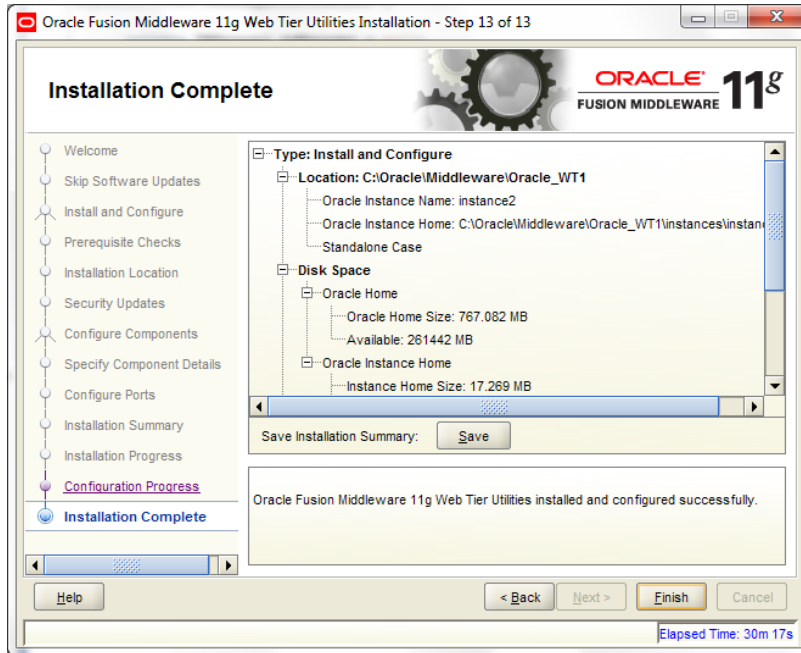 Oracle Fusion Middleware 11g Web Tier Utilities Installation - Step 13 of 13
Installation Complete
ORACLE®
FUSION MIDDLEWARE 11g
Welcome
Skip Software Updates
Install and Configure
Prerequisite Checks
Installation Location
Security Updates
Configure Components
Specify Component Details
Configure Ports
Installation Summary
Installation Progress
Configuration Progress
Installation Complete
Type: Install and Configure
Location: C:\Oracle\Middleware\Oracle_WT1
Oracle Instance Name: instance2
Oracle Instance Home: C:\Oracle\Middleware\Oracle_WT1\instances\instan
Standalone Case
Disk Space
Oracle Home
Oracle Home Size: 767.082 MB
Available: 261442 MB
Oracle Instance Home
Instance Home Size: 17.269 MB
Save Installation Summary: Save
Oracle Fusion Middleware 11g Web Tier Utilities installed and configured successfully.
Help < Back Next > Finish Cancel
Elapsed Time: 30m 17s